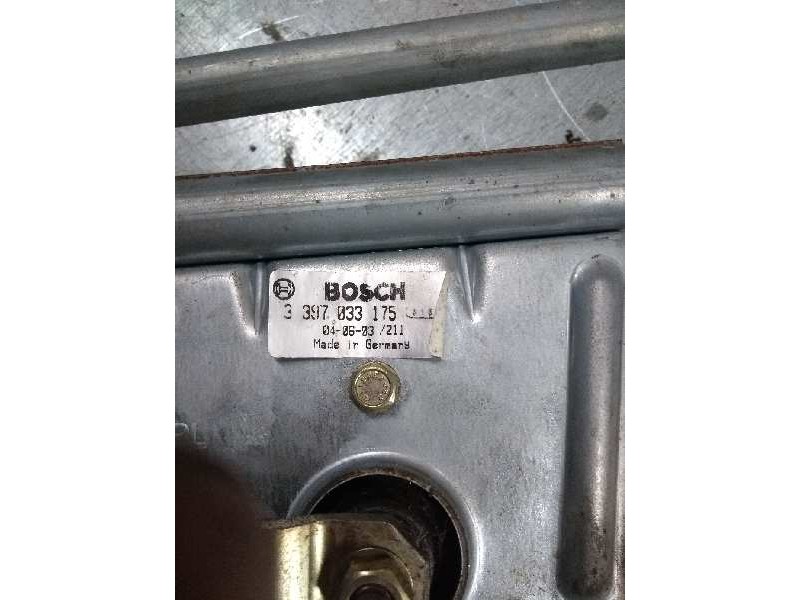 BOSCH
3 397 033 175
04-06-03 /211
Made in Germany